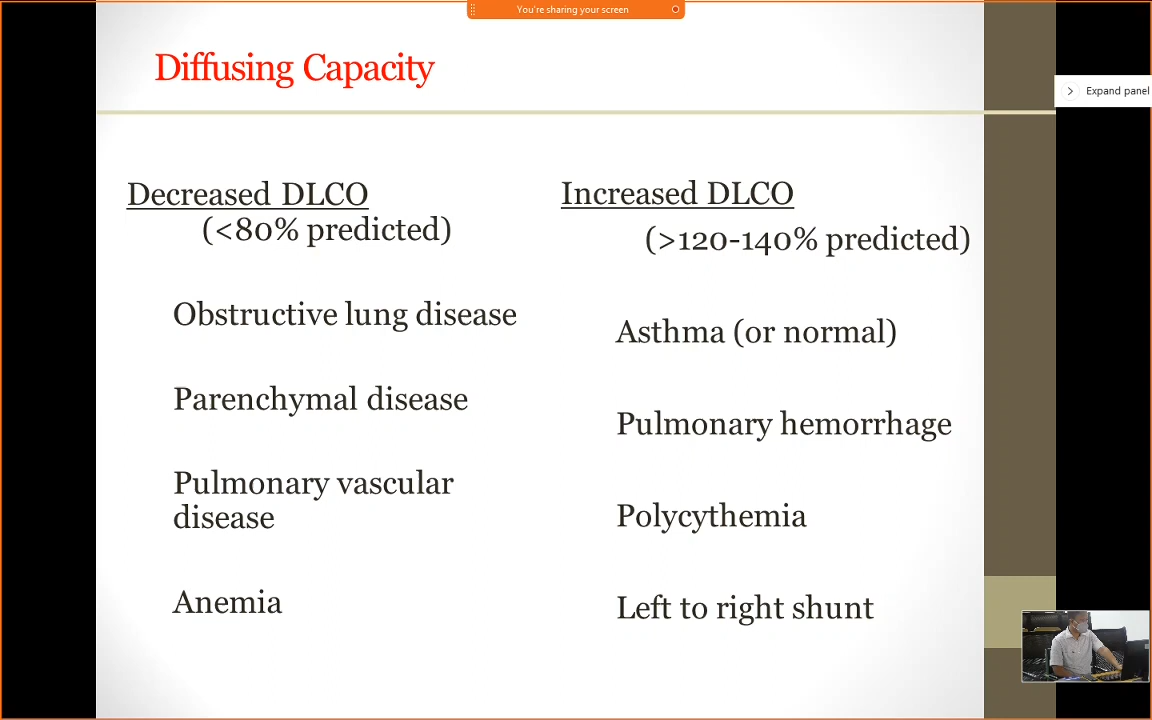 You're sharing your screen
Diffusing Capacity
Expand panel
Decreased DLCO
(<80% predicted)
Obstructive lung disease
Parenchymal disease
Pulmonary vascular
disease
Anemia
Increased DLCO
(>120-140% predicted)
Asthma (or normal)
Pulmonary hemorrhage
Polycythemia
Left to right shunt